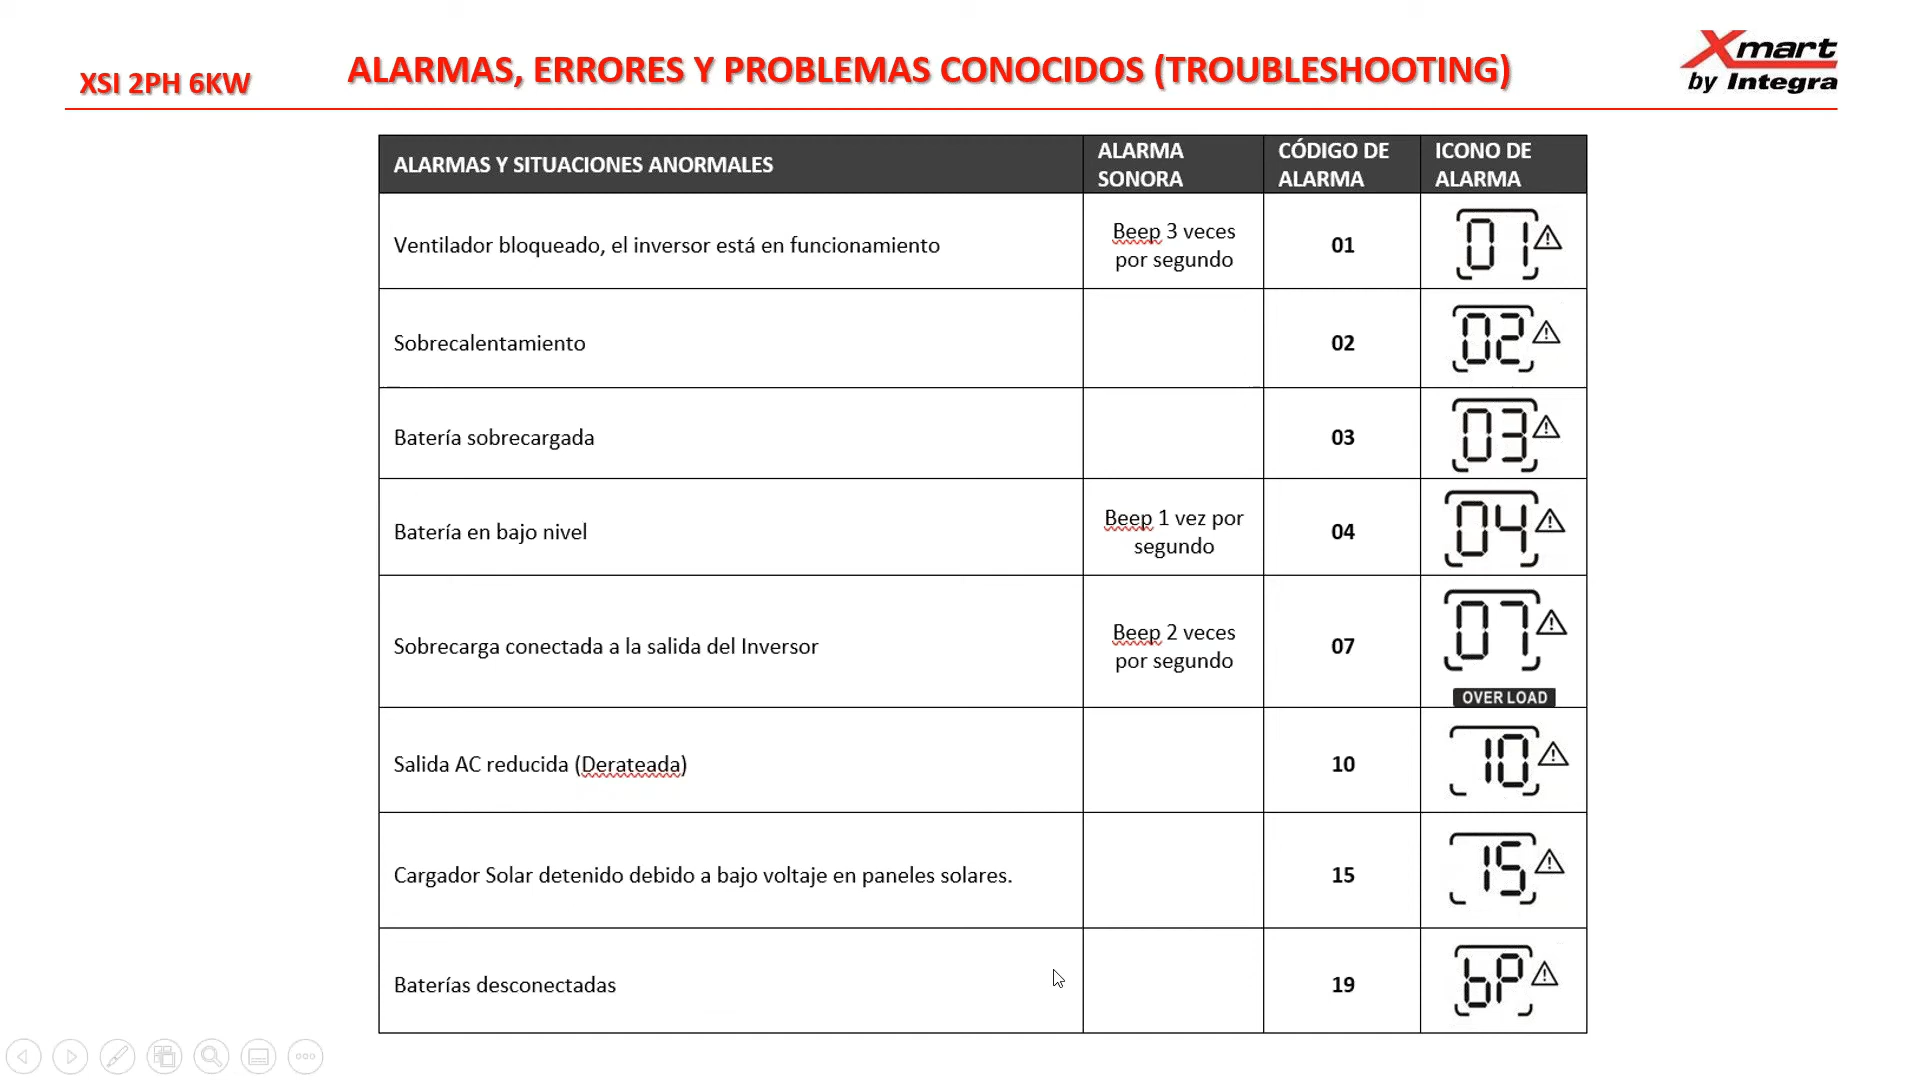 XSI 2PH 6KW
ALARMAS, ERRORES Y PROBLEMAS CONOCIDOS (TROUBLESHOOTING)
Xmart
by Integra
ALARMAS Y SITUACIONES ANORMALES
ALARMA
SONORA
CÓDIGO DE
ALARMA
ICONO DE
ALARMA
Ventilador bloqueado, el inversor está en funcionamiento
Beep 3 veces
por segundo
01
01
Sobrecalentamiento
02
02
Batería sobrecargada
03
03
Batería en bajo nivel
Beep 1 vez por
segundo
04
04
Sobrecarga conectada a la salida del Inversor
Beep 2 veces
por segundo
07
07
OVER LOAD
Salida AC reducida (Derateada)
10
10
Cargador Solar detenido debido a bajo voltaje en paneles solares.
15
15
Baterías desconectadas
19
bP